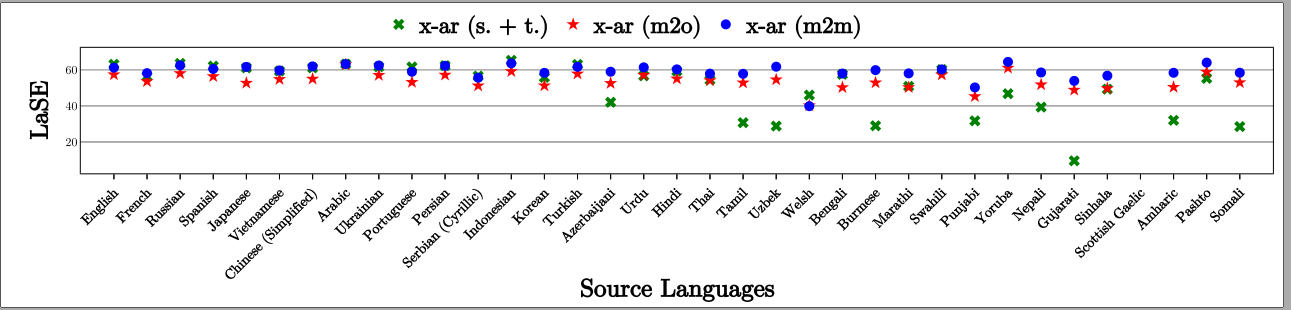 x-ar (s. + t.) x-ar (m2o) x-ar (m2m)
LaSE
60
40
20
English French Russian Spanish Japanese Vietnamese Chinese (Simplified) Arabic Ukrainian Portuguese Persian Serbian (Cyrillic) Indonesian Korean Turkish Azerbaijani Urdu Hindi Thai Tamil Uzbek Welsh Bengali Burmese Marathi Swahili Punjabi Yoruba Nepali Gujarati Sinhala Scottish Gaelic Amharic Pashto Somali
Source Languages